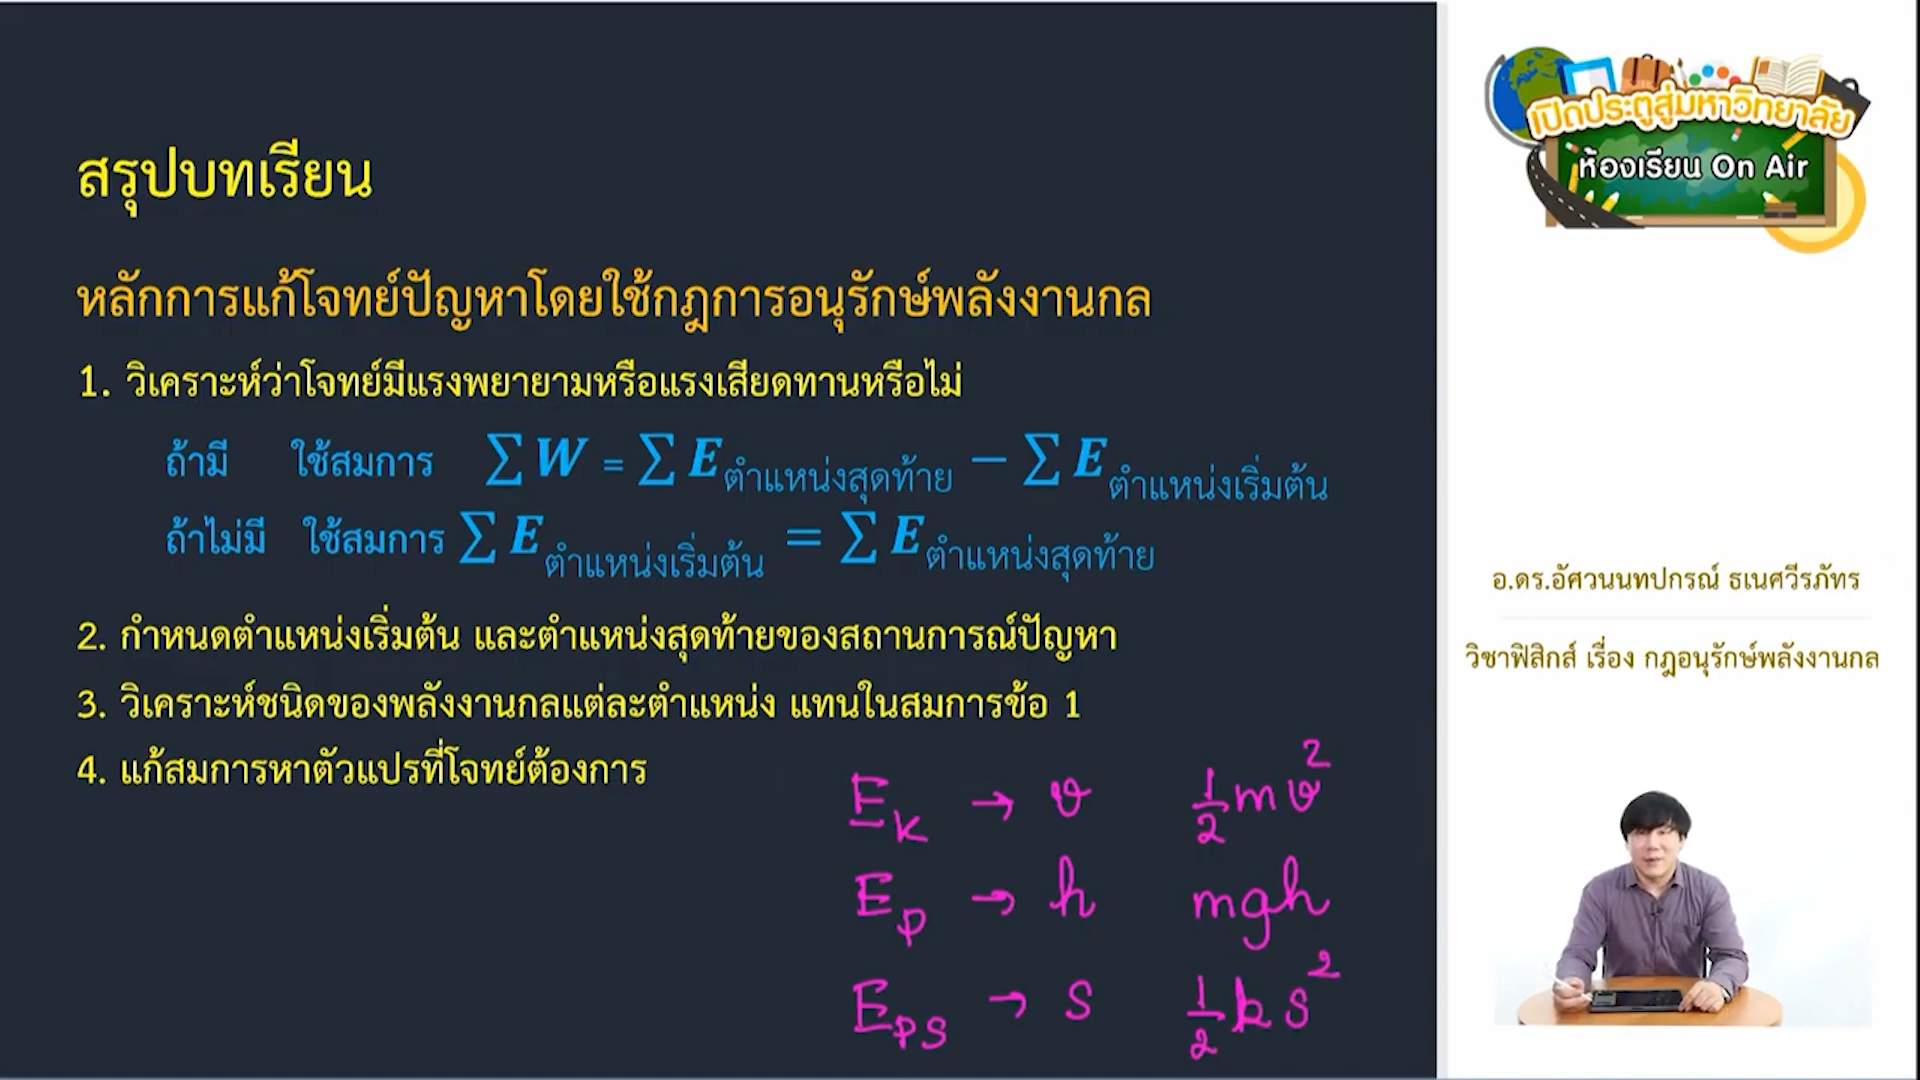 สรุปบทเรียน
หลักการแก้โจทย์ปัญหาโดยใช้กฎการอนุรักษ์พลังงานกล
1. วิเคราะห์ว่าโจทย์มีแรงพยายามหรือแรงเสียดทานหรือไม่
ถ้ามี ใช้สมการ ∑W = ∑E ตำแหน่งสุดท้าย − ∑E ตำแหน่งเริ่มต้น
ถ้าไม่มี ใช้สมการ ∑E ตำแหน่งเริ่มต้น = ∑E ตำแหน่งสุดท้าย
2. กำหนดตำแหน่งเริ่มต้น และตำแหน่งสุดท้ายของสถานการณ์ปัญหา
3. วิเคราะห์ชนิดของพลังงานกลแต่ละตำแหน่ง แทนในสมการข้อ 1
4. แก้สมการหาตัวแปรที่โจทย์ต้องการ
E_k → v ½mv²
E_p → h mgh
E_ps → s ½ks²
เปิดประตูสู่มหาวิทยาลัย
ห้องเรียน On Air
อ.ดร.อัศวนนทปกรณ์ ธเนศวีรภัทร
วิชาฟิสิกส์ เรื่อง กฎอนุรักษ์พลังงานกล